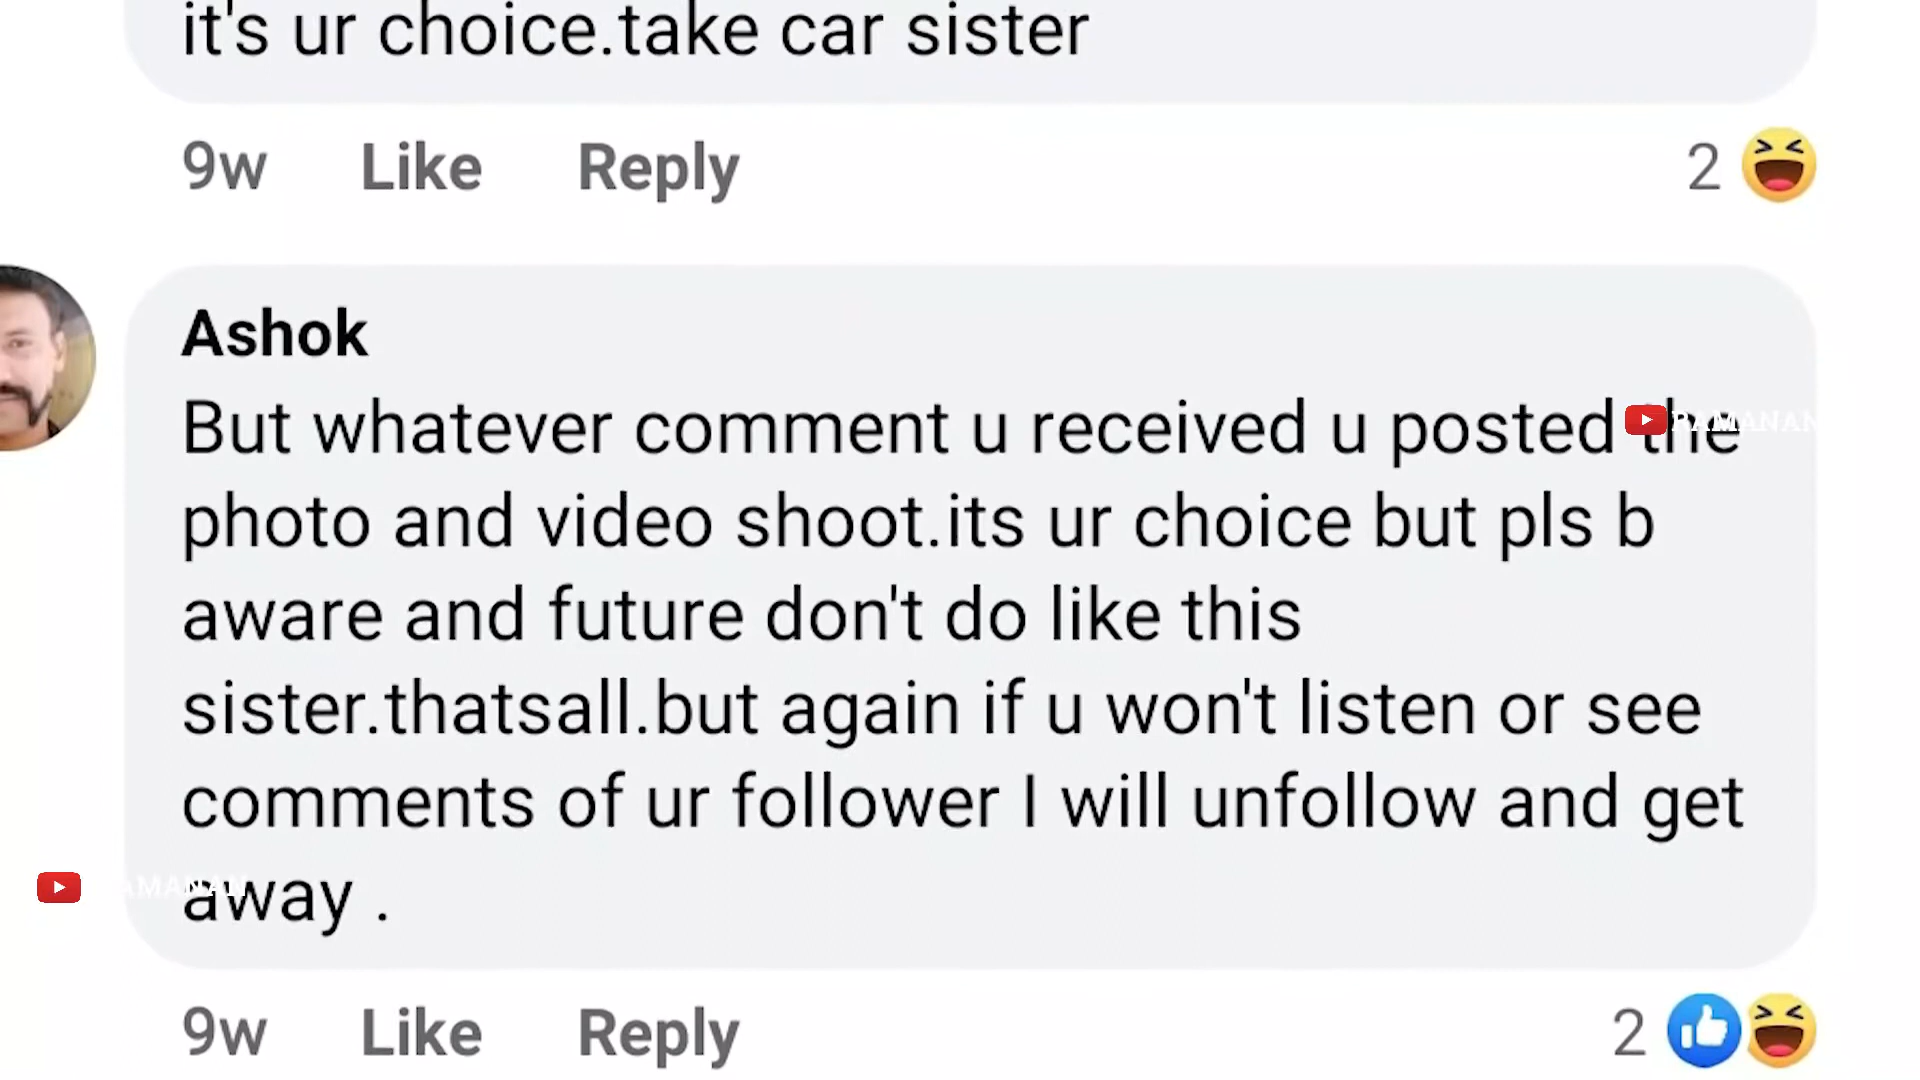 it's ur choice.take car sister
9w Like Reply 2
Ashok
But whatever comment u received u posted the
photo and video shoot.its ur choice but pls b
aware and future don't do like this
sister.thatsall.but again if u won't listen or see
comments of ur follower I will unfollow and get
away .
9w Like Reply 2